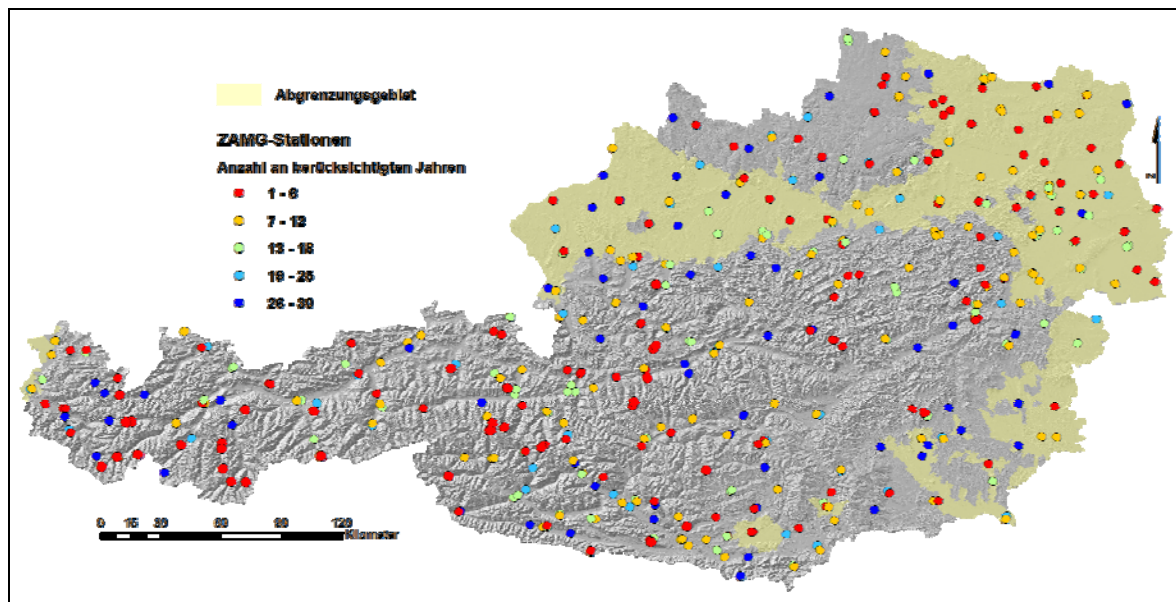 Abgrenzungsgebiet
ZAMG-Stationen
Anzahl an berücksichtigten Jahren
1 - 6
7 - 12
13 - 18
19 - 25
26 - 30
N
0 15 30 60 90 120
Kilometer